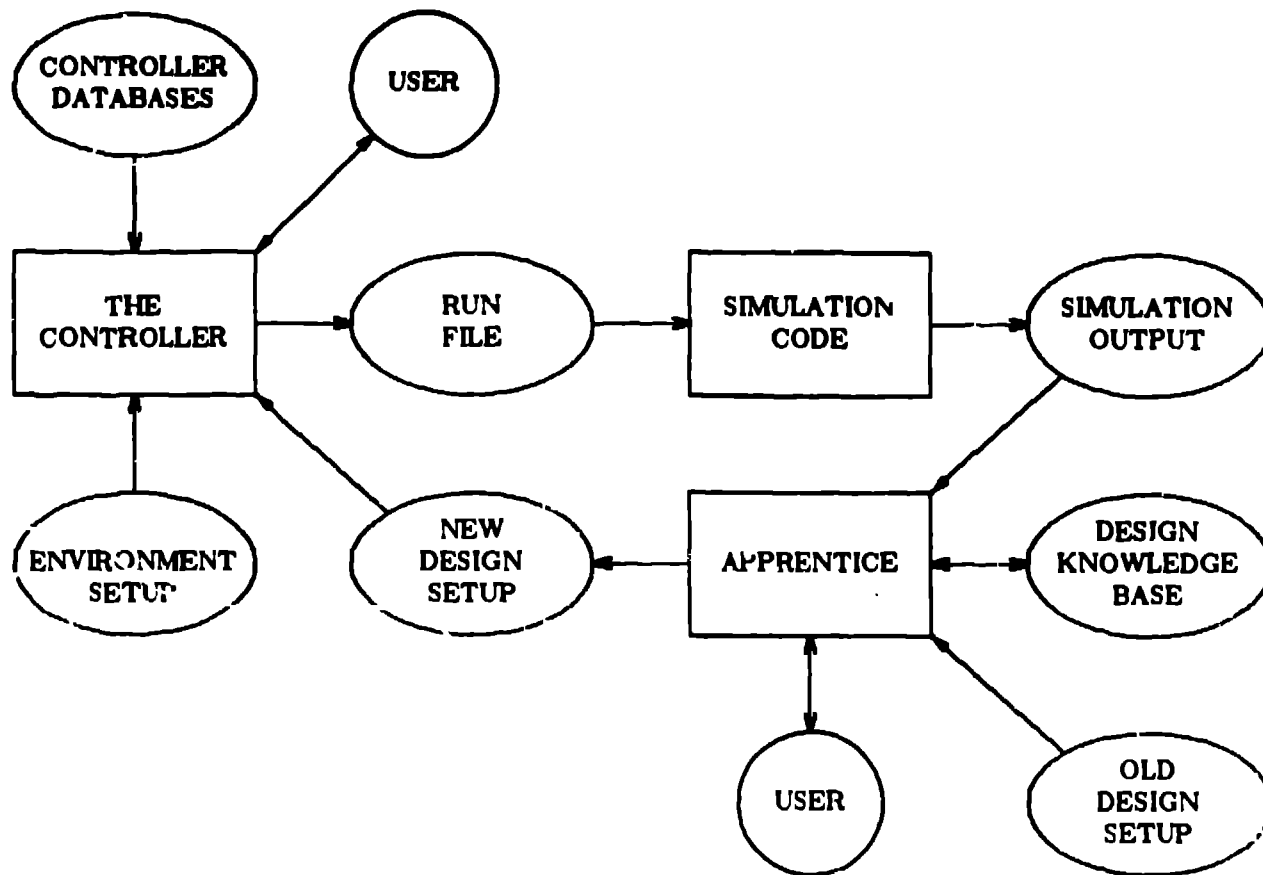 CONTROLLER
DATABASES
USER
THE
CONTROLLER
RUN
FILE
SIMULATION
CODE
SIMULATION
OUTPUT
ENVIRONMENT
SETUP
NEW
DESIGN
SETUP
APPRENTICE
DESIGN
KNOWLEDGE
BASE
USER
OLD
DESIGN
SETUP